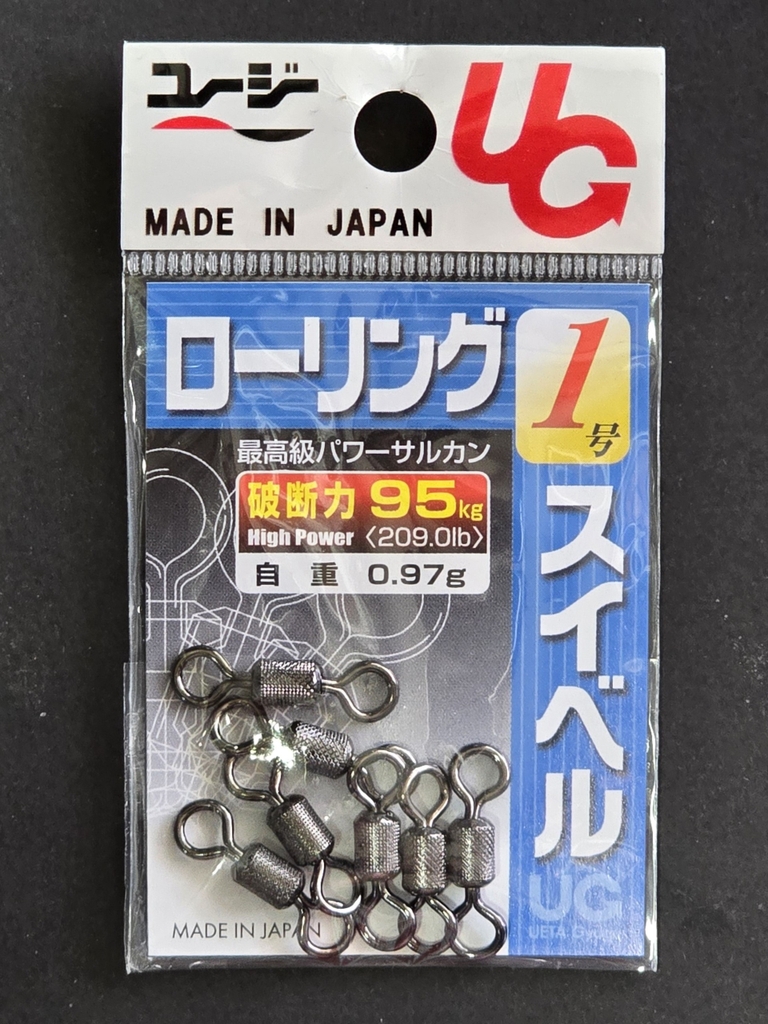 ユージ
UG
MADE IN JAPAN
ローリング
1号
スイベル
最高級パワーサルカン
破断力 95kg
High Power 〈209.0lb〉
自重 0.97g
MADE IN JAPAN
UG
UETA